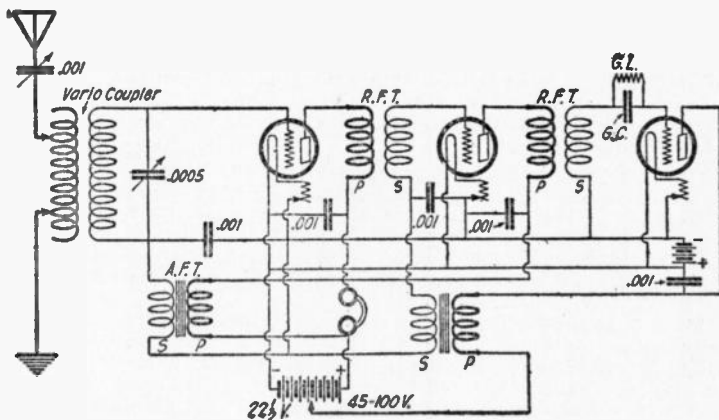 .001
Vario Coupler
.0005
.001
A.F.T.
S
P
.001
R.F.T.
P
S
.001
.001
R.F.T.
P
S
G.L.
G.C.
-
+
.001
S
P
-
+
22½ V.
45-100 V.